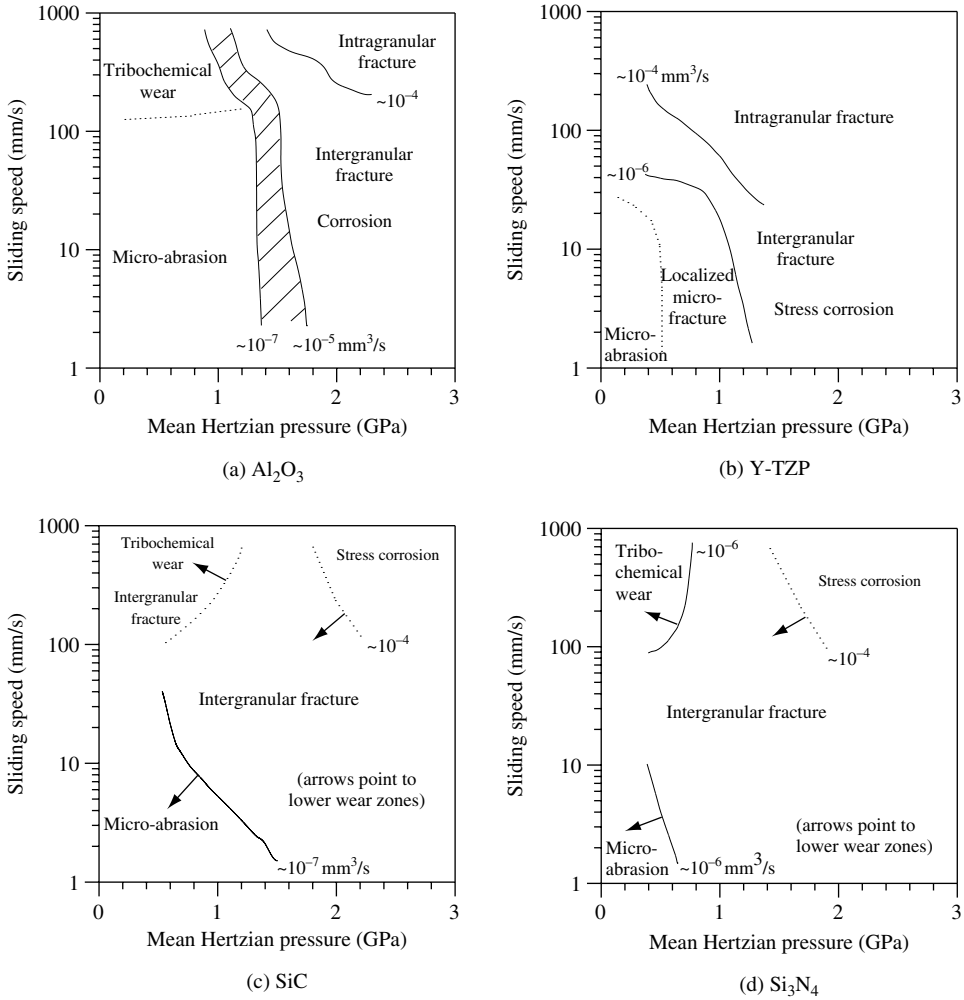 1000
100
10
1
Sliding speed (mm/s)
Intragranular
fracture
Tribochemical
wear
~10⁻⁴
Intergranular
fracture
Corrosion
Micro-abrasion
~10⁻⁷
~10⁻⁵ mm³/s
0
1
2
3
Mean Hertzian pressure (GPa)
(a) Al₂O₃
1000
100
10
1
Sliding speed (mm/s)
~10⁻⁴ mm³/s
Intragranular fracture
~10⁻⁶
Intergranular
fracture
Localized
micro-
fracture
Stress corrosion
Micro-
abrasion
0
1
2
3
Mean Hertzian pressure (GPa)
(b) Y-TZP
1000
100
10
1
Sliding speed (mm/s)
Tribochemical
wear
Stress corrosion
Intergranular
fracture
~10⁻⁴
Intergranular fracture
(arrows point to
lower wear zones)
Micro-abrasion
~10⁻⁷ mm³/s
0
1
2
3
Mean Hertzian pressure (GPa)
(c) SiC
1000
100
10
1
Sliding speed (mm/s)
Tribo-
chemical
wear
~10⁻⁶
Stress corrosion
~10⁻⁴
Intergranular fracture
(arrows point to
lower wear zones)
Micro-
abrasion
~10⁻⁶ mm³/s
0
1
2
3
Mean Hertzian pressure (GPa)
(d) Si₃N₄